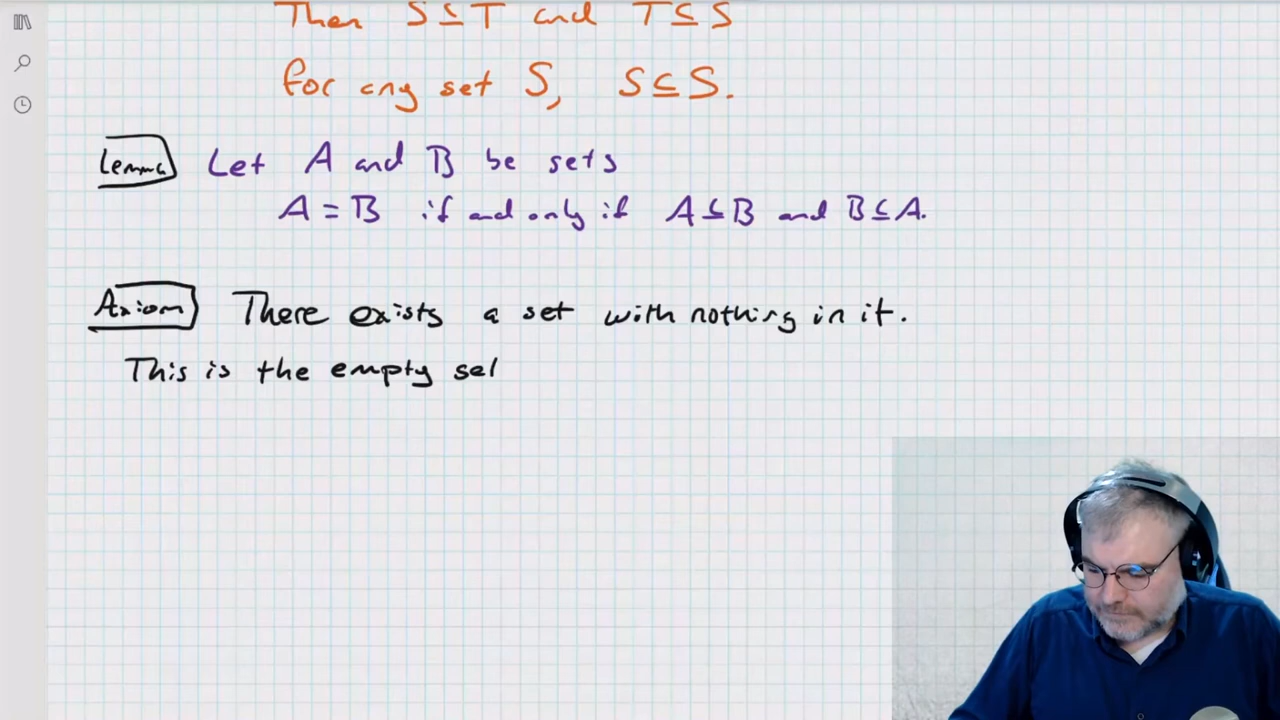 Then S ⊆ T and T ⊆ S
for any set S, S ⊆ S.
Lemma Let A and B be sets
A = B if and only if A ⊆ B and B ⊆ A.
Axiom There exists a set with nothing in it.
This is the empty set